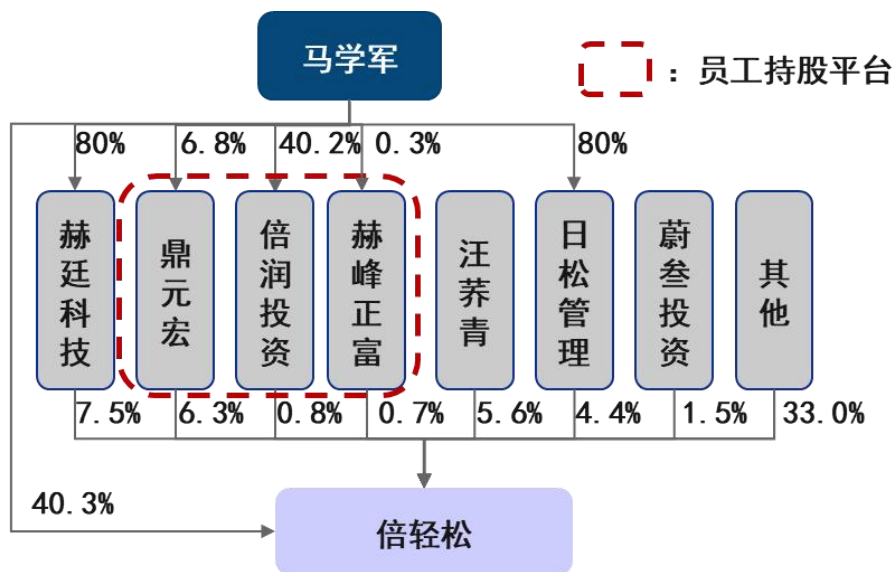 马学军
：员工持股平台
80%
6.8%
40.2%
0.3%
80%
赫廷科技
鼎元宏
倍润投资
赫峰正富
汪荞青
日松管理
蔚叁投资
其他
7.5%
6.3%
0.8%
0.7%
5.6%
4.4%
1.5%
33.0%
40.3%
倍轻松